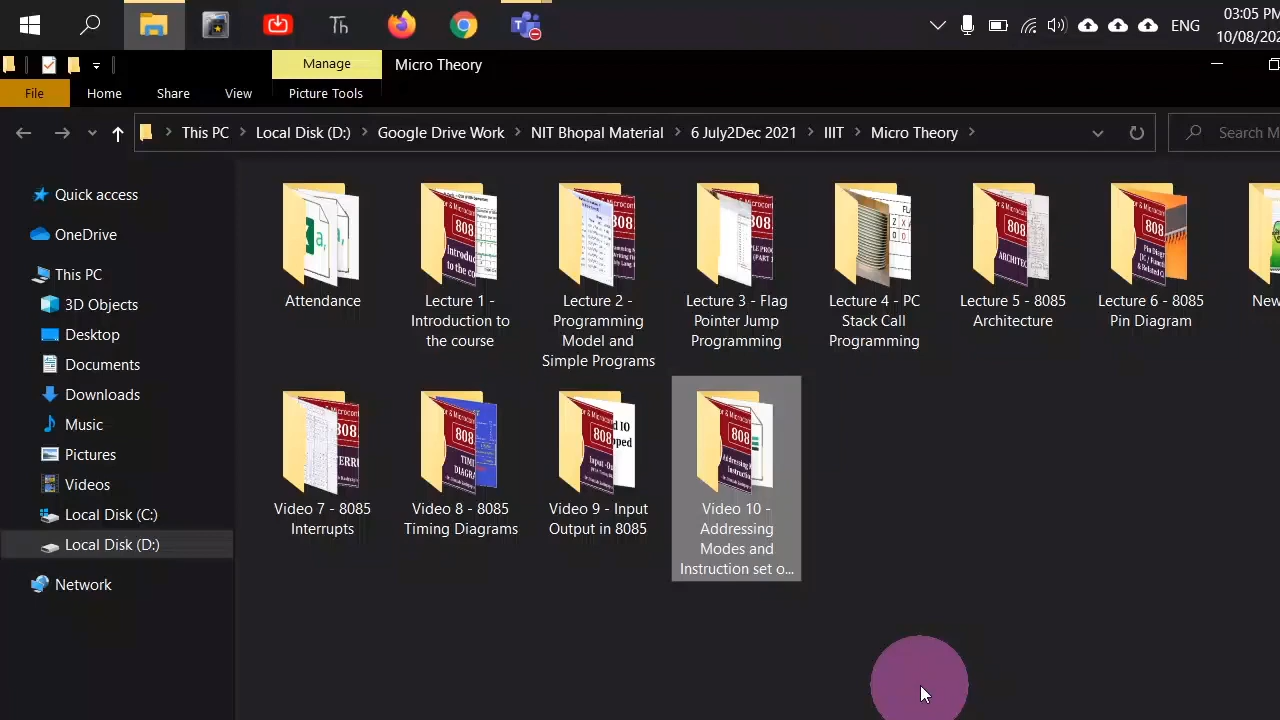 Th
ENG
03:05 PM
10/08/202
Manage
Micro Theory
File
Home
Share
View
Picture Tools
This PC
Local Disk (D:)
Google Drive Work
NIT Bhopal Material
6 July2Dec 2021
IIIT
Micro Theory
Search M
Quick access
OneDrive
This PC
3D Objects
Desktop
Documents
Downloads
Music
Pictures
Videos
Local Disk (C:)
Local Disk (D:)
Network
Attendance
Lecture 1 -
Introduction to
the course
Lecture 2 -
Programming
Model and
Simple Programs
Lecture 3 - Flag
Pointer Jump
Programming
Lecture 4 - PC
Stack Call
Programming
Lecture 5 - 8085
Architecture
Lecture 6 - 8085
Pin Diagram
New
Video 7 - 8085
Interrupts
Video 8 - 8085
Timing Diagrams
Video 9 - Input
Output in 8085
Video 10 -
Addressing
Modes and
Instruction set o...